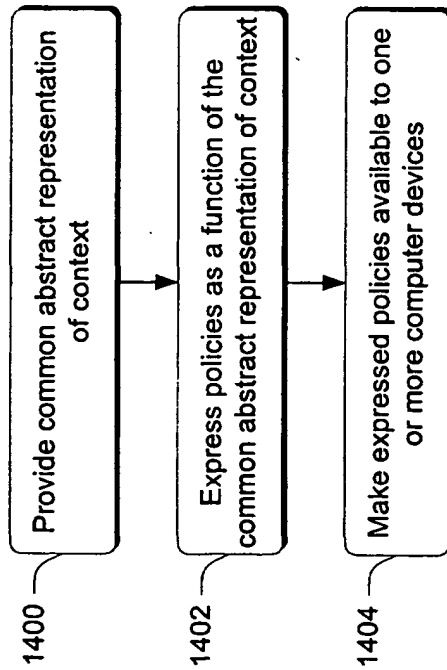 1400
Provide common abstract representation
of context
1402
Express policies as a function of the
common abstract representation of context
1404
Make expressed policies available to one
or more computer devices